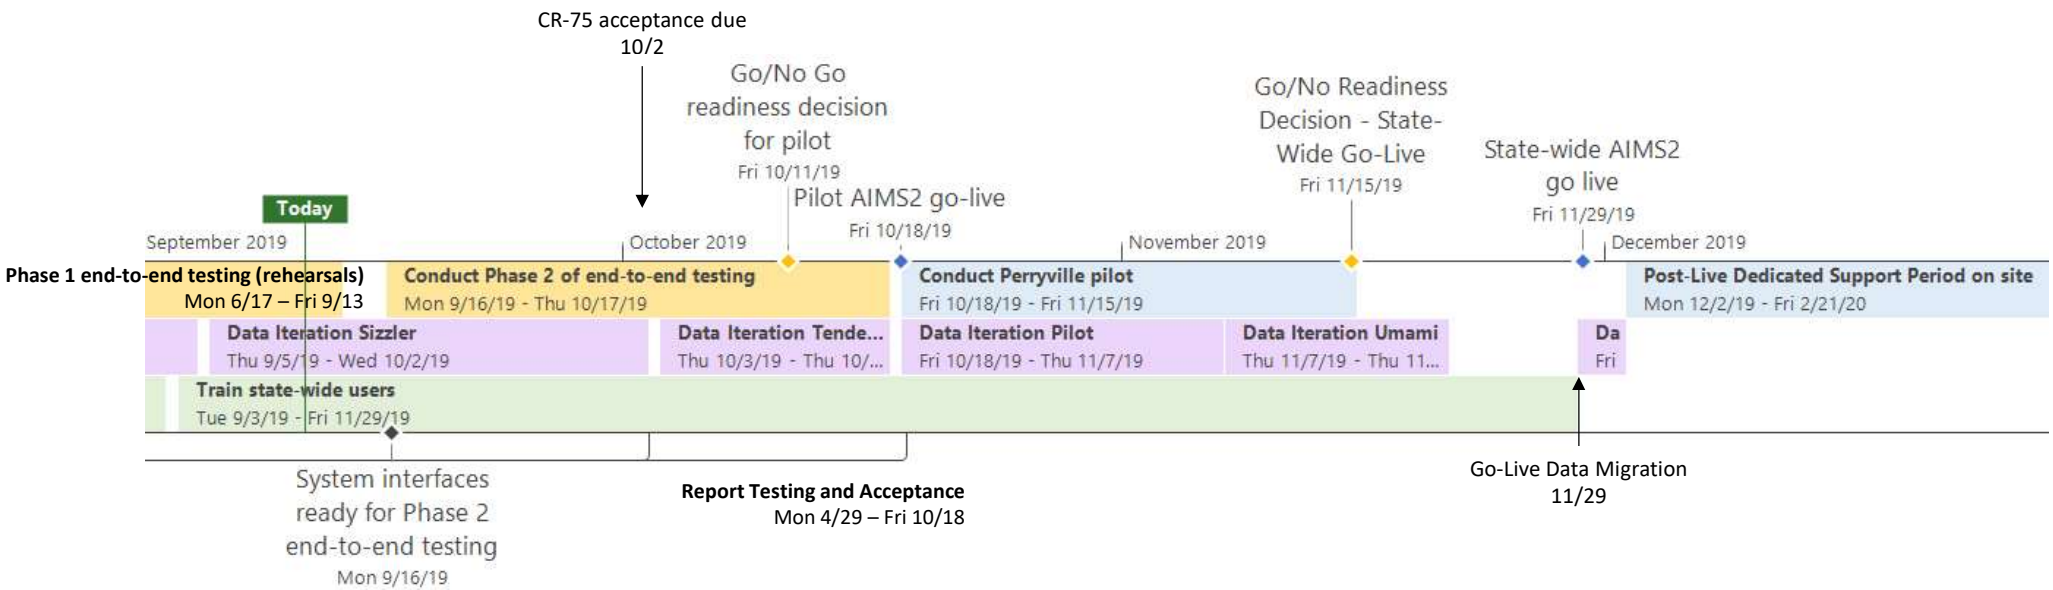 CR-75 acceptance due
10/2
Go/No Go
readiness decision
for pilot
Fri 10/11/19
Pilot AIMS2 go-live
Fri 10/18/19
Go/No Readiness
Decision - State-
Wide Go-Live
Fri 11/15/19
State-wide AIMS2
go live
Fri 11/29/19
Today
September 2019
October 2019
November 2019
December 2019
Phase 1 end-to-end testing (rehearsals)
Mon 6/17 – Fri 9/13
Conduct Phase 2 of end-to-end testing
Mon 9/16/19 - Thu 10/17/19
Conduct Perryville pilot
Fri 10/18/19 - Fri 11/15/19
Post-Live Dedicated Support Period on site
Mon 12/2/19 - Fri 2/21/20
Data Iteration Sizzler
Thu 9/5/19 - Wed 10/2/19
Data Iteration Tende...
Thu 10/3/19 - Thu 10/...
Data Iteration Pilot
Fri 10/18/19 - Thu 11/7/19
Data Iteration Umami
Thu 11/7/19 - Thu 11...
Da
Fri
Train state-wide users
Tue 9/3/19 - Fri 11/29/19
System interfaces
ready for Phase 2
end-to-end testing
Mon 9/16/19
Report Testing and Acceptance
Mon 4/29 – Fri 10/18
Go-Live Data Migration
11/29